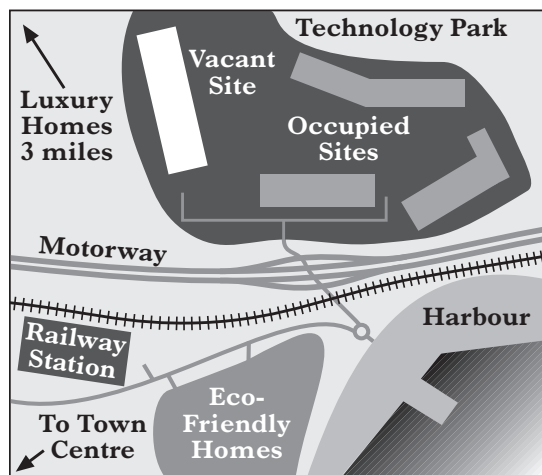 Technology Park
Vacant
Site
Luxury
Homes
3 miles
Occupied
Sites
Motorway
Harbour
Railway
Station
Eco-
Friendly
Homes
To Town
Centre